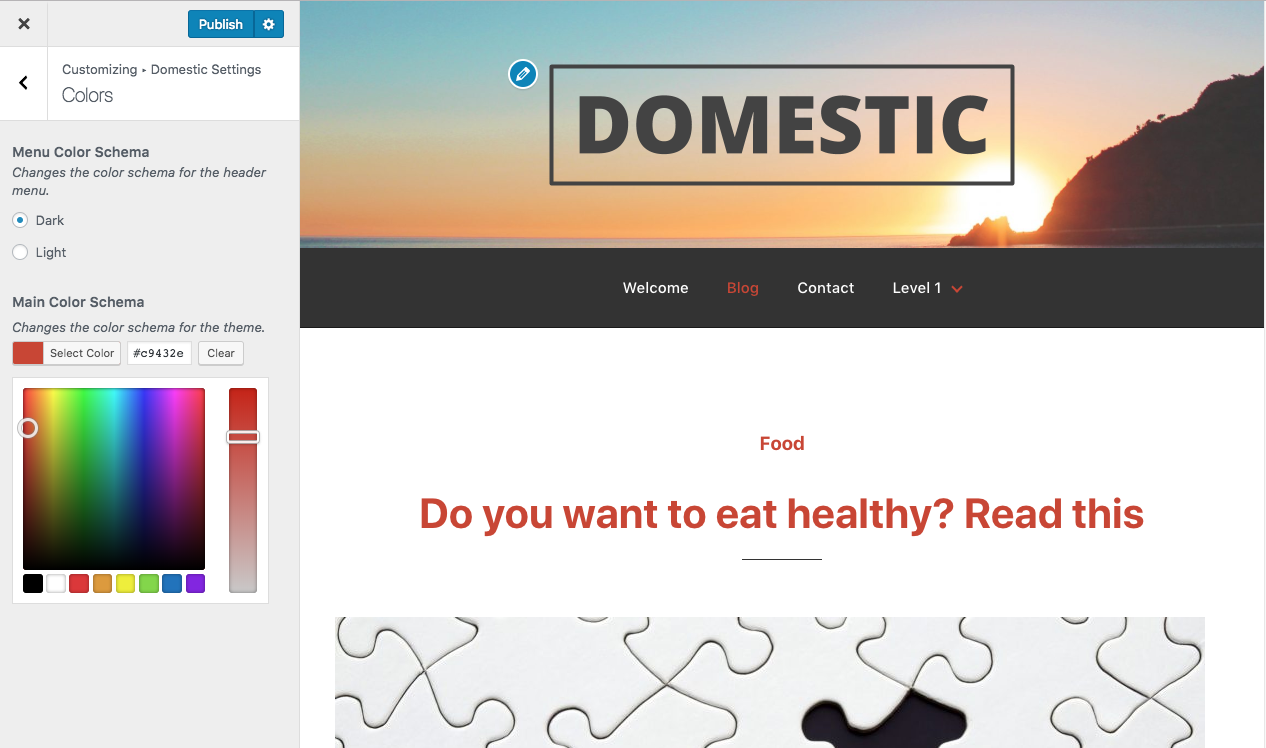 Publish
Customizing ▸ Domestic Settings
Colors
Menu Color Schema
Changes the color schema for the header
menu.
Dark
Light
Main Color Schema
Changes the color schema for the theme.
Select Color
#c9432e
Clear
DOMESTIC
Welcome
Blog
Contact
Level 1
Food
Do you want to eat healthy? Read this